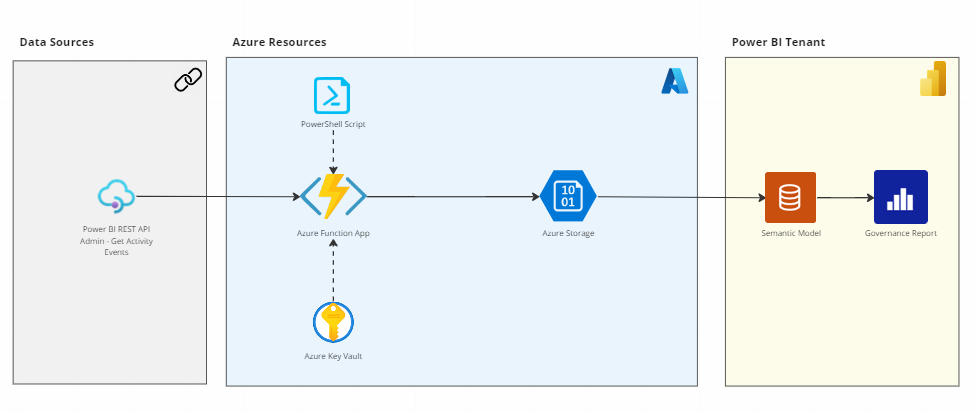 Data Sources
Azure Resources
Power BI Tenant
PowerShell Script
Power BI REST API
Admin - Get Activity
Events
Azure Function App
10
01
Azure Storage
Semantic Model
Governance Report
Azure Key Vault